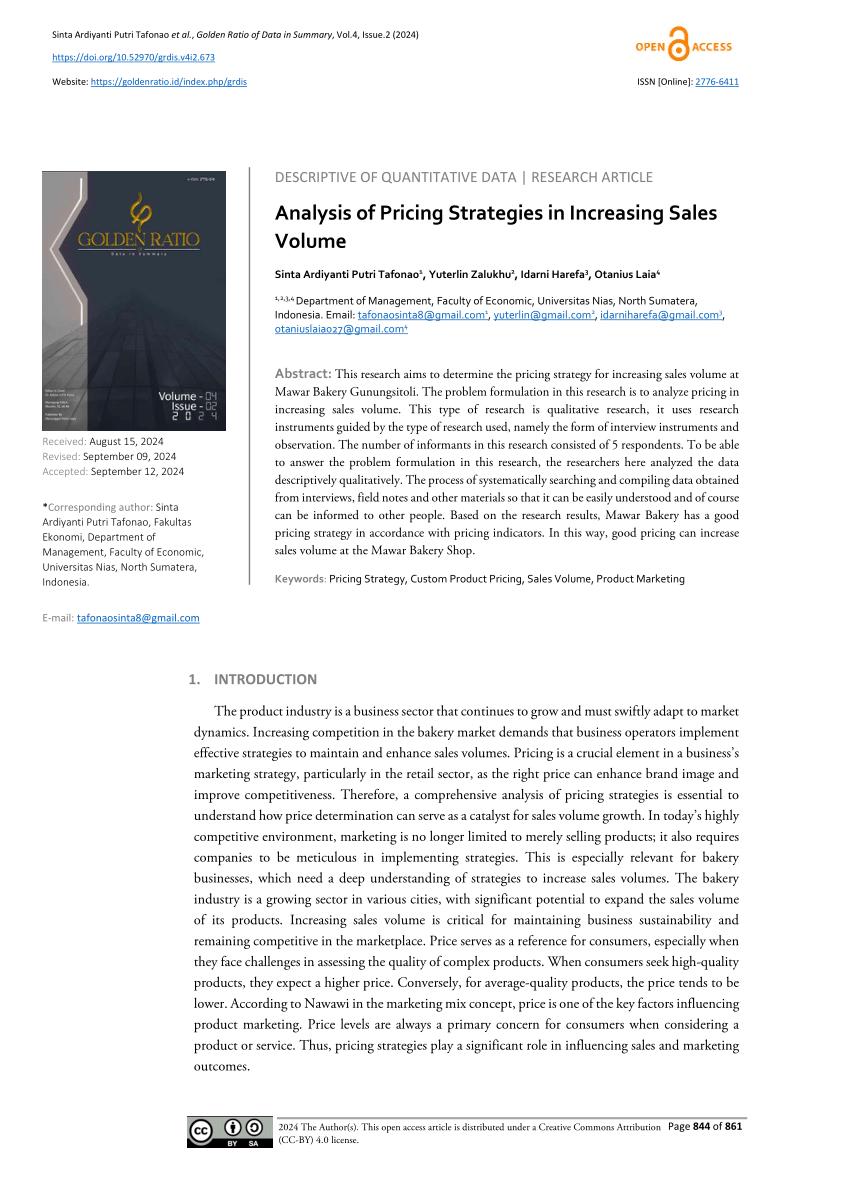 Sinta Ardiyanti Putri Tafonao et al., Golden Ratio of Data in Summary, Vol.4, Issue.2 (2024)
https://doi.org/10.52970/grdis.v4i2.673
Website: https://goldenratio.id/index.php/grdis
OPEN ACCESS
ISSN [Online]: 2776-6411
GOLDEN RATIO
Data in Summary
Volume - 04
Issue - 02
2024
Received: August 15, 2024
Revised: September 09, 2024
Accepted: September 12, 2024
*Corresponding author: Sinta
Ardiyanti Putri Tafonao, Fakultas
Ekonomi, Department of
Management, Faculty of Economic,
Universitas Nias, North Sumatera,
Indonesia.
E-mail: tafonaosinta8@gmail.com
DESCRIPTIVE OF QUANTITATIVE DATA | RESEARCH ARTICLE
Analysis of Pricing Strategies in Increasing Sales
Volume
Sinta Ardiyanti Putri Tafonao¹, Yuterlin Zalukhu², Idarni Harefa³, Otanius Laia⁴
¹,²,³,⁴ Department of Management, Faculty of Economic, Universitas Nias, North Sumatera,
Indonesia. Email: tafonaosinta8@gmail.com¹, yuterlin@gmail.com², idarniharefa@gmail.com³,
otaniuslaia027@gmail.com⁴
Abstract: This research aims to determine the pricing strategy for increasing sales volume at
Mawar Bakery Gunungsitoli. The problem formulation in this research is to analyze pricing in
increasing sales volume. This type of research is qualitative research, it uses research
instruments guided by the type of research used, namely the form of interview instruments and
observation. The number of informants in this research consisted of 5 respondents. To be able
to answer the problem formulation in this research, the researchers here analyzed the data
descriptively qualitatively. The process of systematically searching and compiling data obtained
from interviews, field notes and other materials so that it can be easily understood and of course
can be informed to other people. Based on the research results, Mawar Bakery has a good
pricing strategy in accordance with pricing indicators. In this way, good pricing can increase
sales volume at the Mawar Bakery Shop.
Keywords: Pricing Strategy, Custom Product Pricing, Sales Volume, Product Marketing
1. INTRODUCTION
The product industry is a business sector that continues to grow and must swiftly adapt to market
dynamics. Increasing competition in the bakery market demands that business operators implement
effective strategies to maintain and enhance sales volumes. Pricing is a crucial element in a business's
marketing strategy, particularly in the retail sector, as the right price can enhance brand image and
improve competitiveness. Therefore, a comprehensive analysis of pricing strategies is essential to
understand how price determination can serve as a catalyst for sales volume growth. In today's highly
competitive environment, marketing is no longer limited to merely selling products; it also requires
companies to be meticulous in implementing strategies. This is especially relevant for bakery
businesses, which need a deep understanding of strategies to increase sales volumes. The bakery
industry is a growing sector in various cities, with significant potential to expand the sales volume
of its products. Increasing sales volume is critical for maintaining business sustainability and
remaining competitive in the marketplace. Price serves as a reference for consumers, especially when
they face challenges in assessing the quality of complex products. When consumers seek high-quality
products, they expect a higher price. Conversely, for average-quality products, the price tends to be
lower. According to Nawawi in the marketing mix concept, price is one of the key factors influencing
product marketing. Price levels are always a primary concern for consumers when considering a
product or service. Thus, pricing strategies play a significant role in influencing sales and marketing
outcomes.
CC BY SA
2024 The Author(s). This open access article is distributed under a Creative Commons Attribution
(CC-BY) 4.0 license.
Page 844 of 861